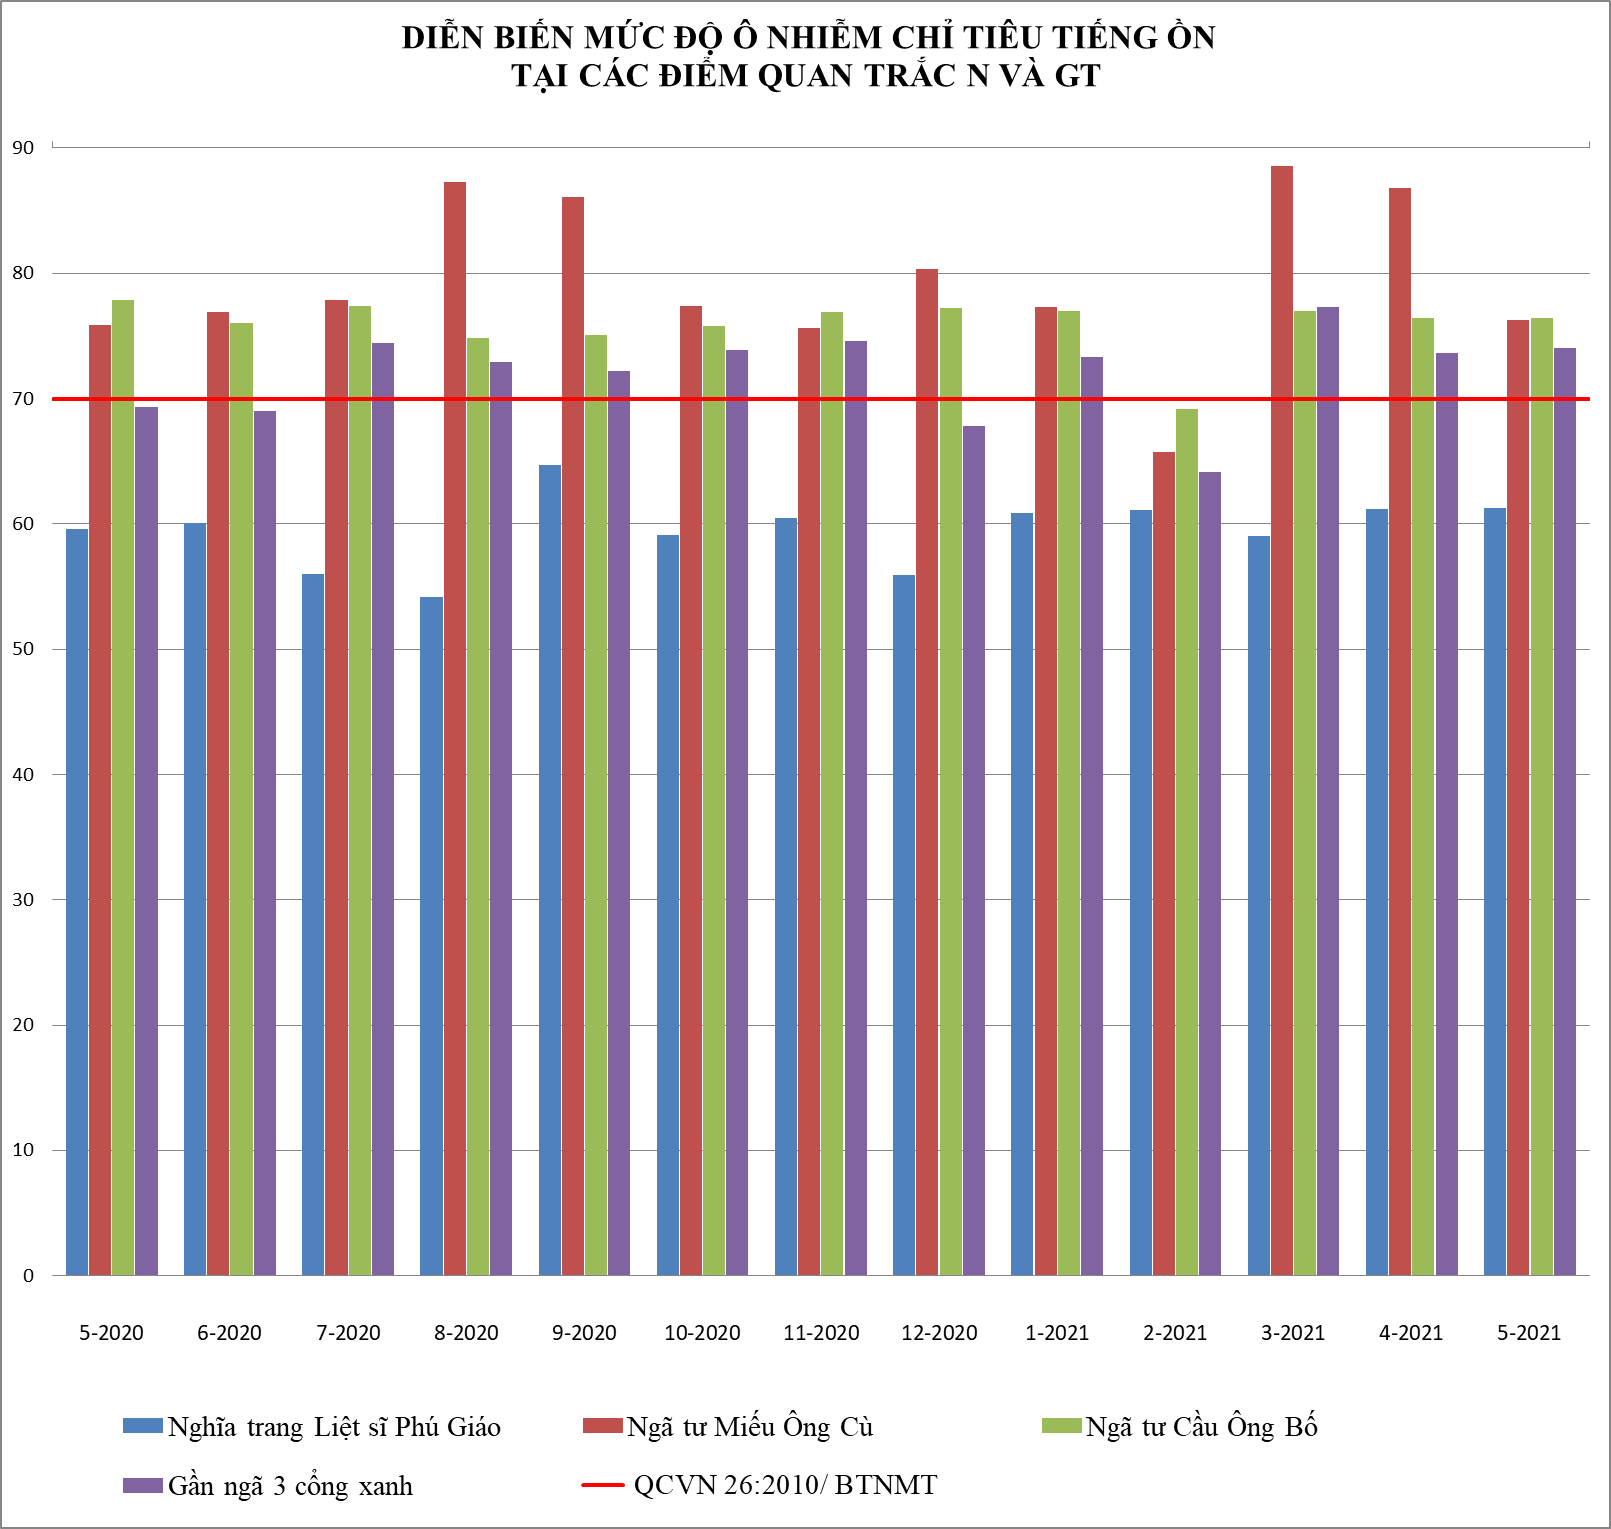 DIỄN BIẾN MỨC ĐỘ Ô NHIỄM CHỈ TIÊU TIẾNG ỒN
TẠI CÁC ĐIỂM QUAN TRẮC N VÀ GT
90
80
70
60
50
40
30
20
10
0
5-2020 6-2020 7-2020 8-2020 9-2020 10-2020 11-2020 12-2020 1-2021 2-2021 3-2021 4-2021 5-2021
Nghĩa trang Liệt sĩ Phú Giáo Ngã tư Miếu Ông Cù Ngã tư Cầu Ông Bố
Gần ngã 3 cổng xanh QCVN 26:2010/ BTNMT